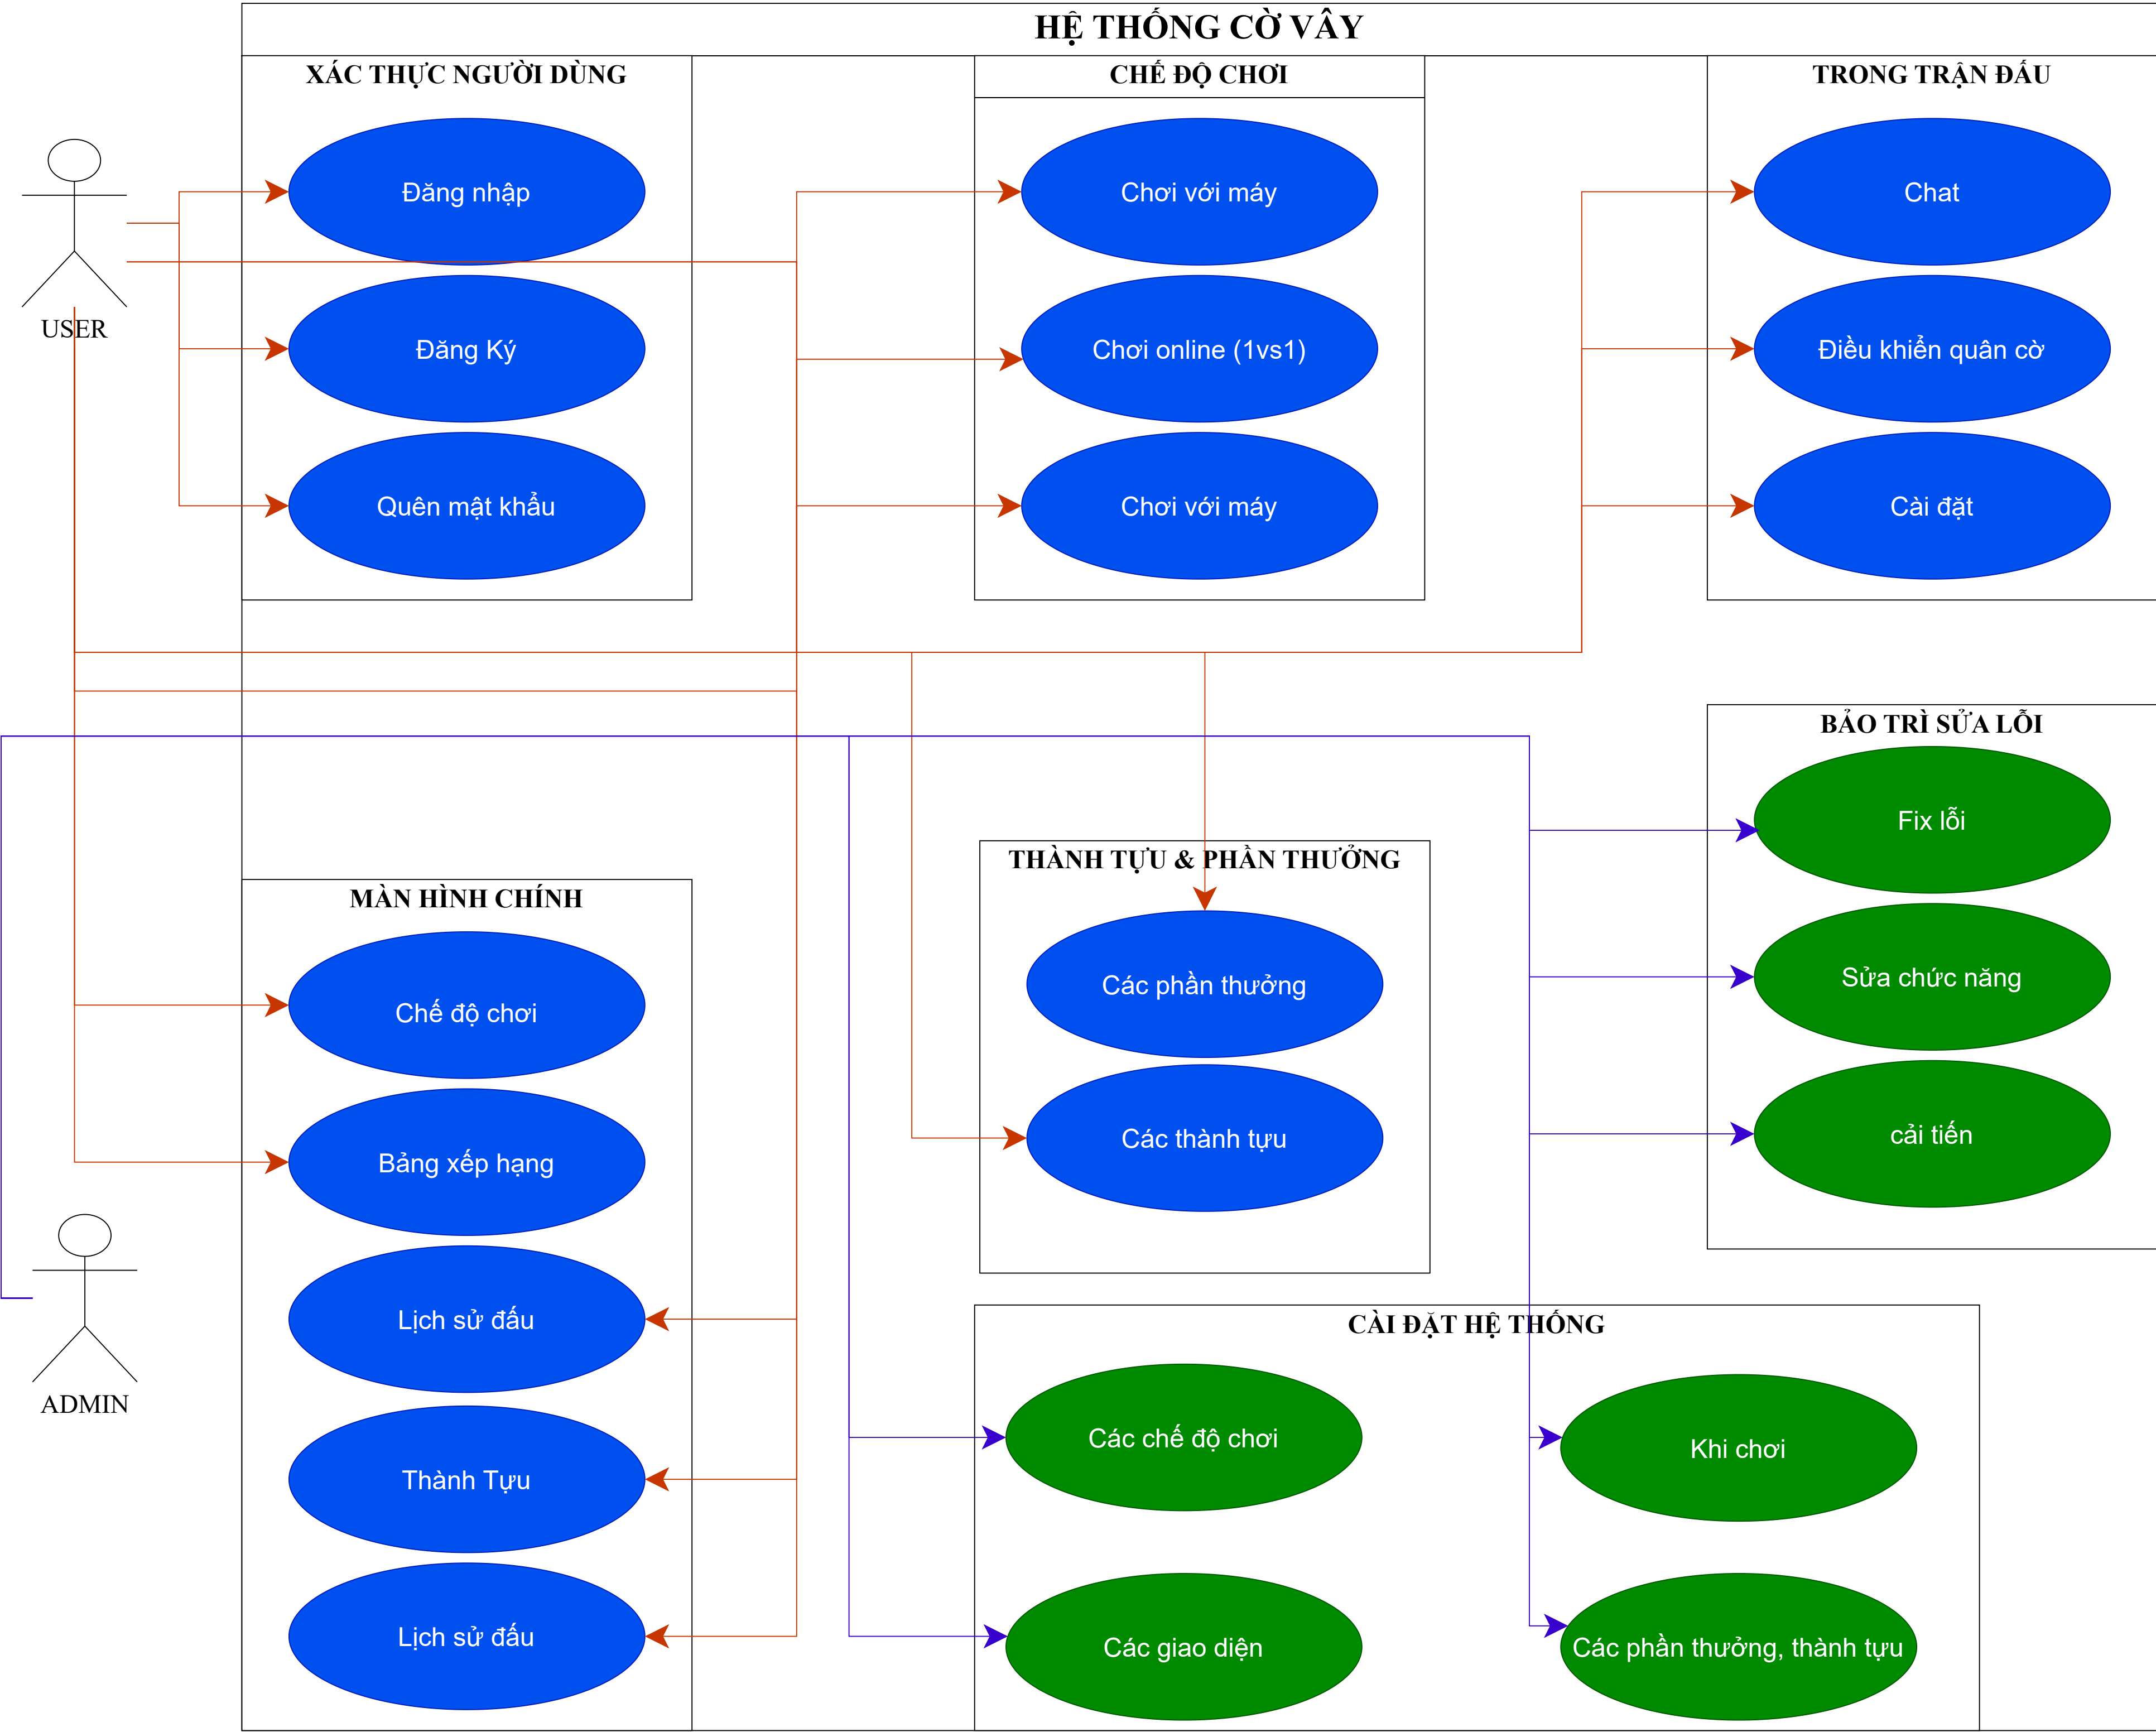 HỆ THỐNG CỜ VÂY
XÁC THỰC NGƯỜI DÙNG
Đăng nhập
Đăng Ký
Quên mật khẩu
CHẾ ĐỘ CHƠI
Chơi với máy
Chơi online (1vs1)
Chơi với máy
TRONG TRẬN ĐẤU
Chat
Điều khiển quân cờ
Cài đặt
USER
MÀN HÌNH CHÍNH
Chế độ chơi
Bảng xếp hạng
Lịch sử đấu
Thành Tựu
Lịch sử đấu
THÀNH TỰU & PHẦN THƯỞNG
Các phần thưởng
Các thành tựu
BẢO TRÌ SỬA LỖI
Fix lỗi
Sửa chức năng
cải tiến
ADMIN
CÀI ĐẶT HỆ THỐNG
Các chế độ chơi
Khi chơi
Các giao diện
Các phần thưởng, thành tựu